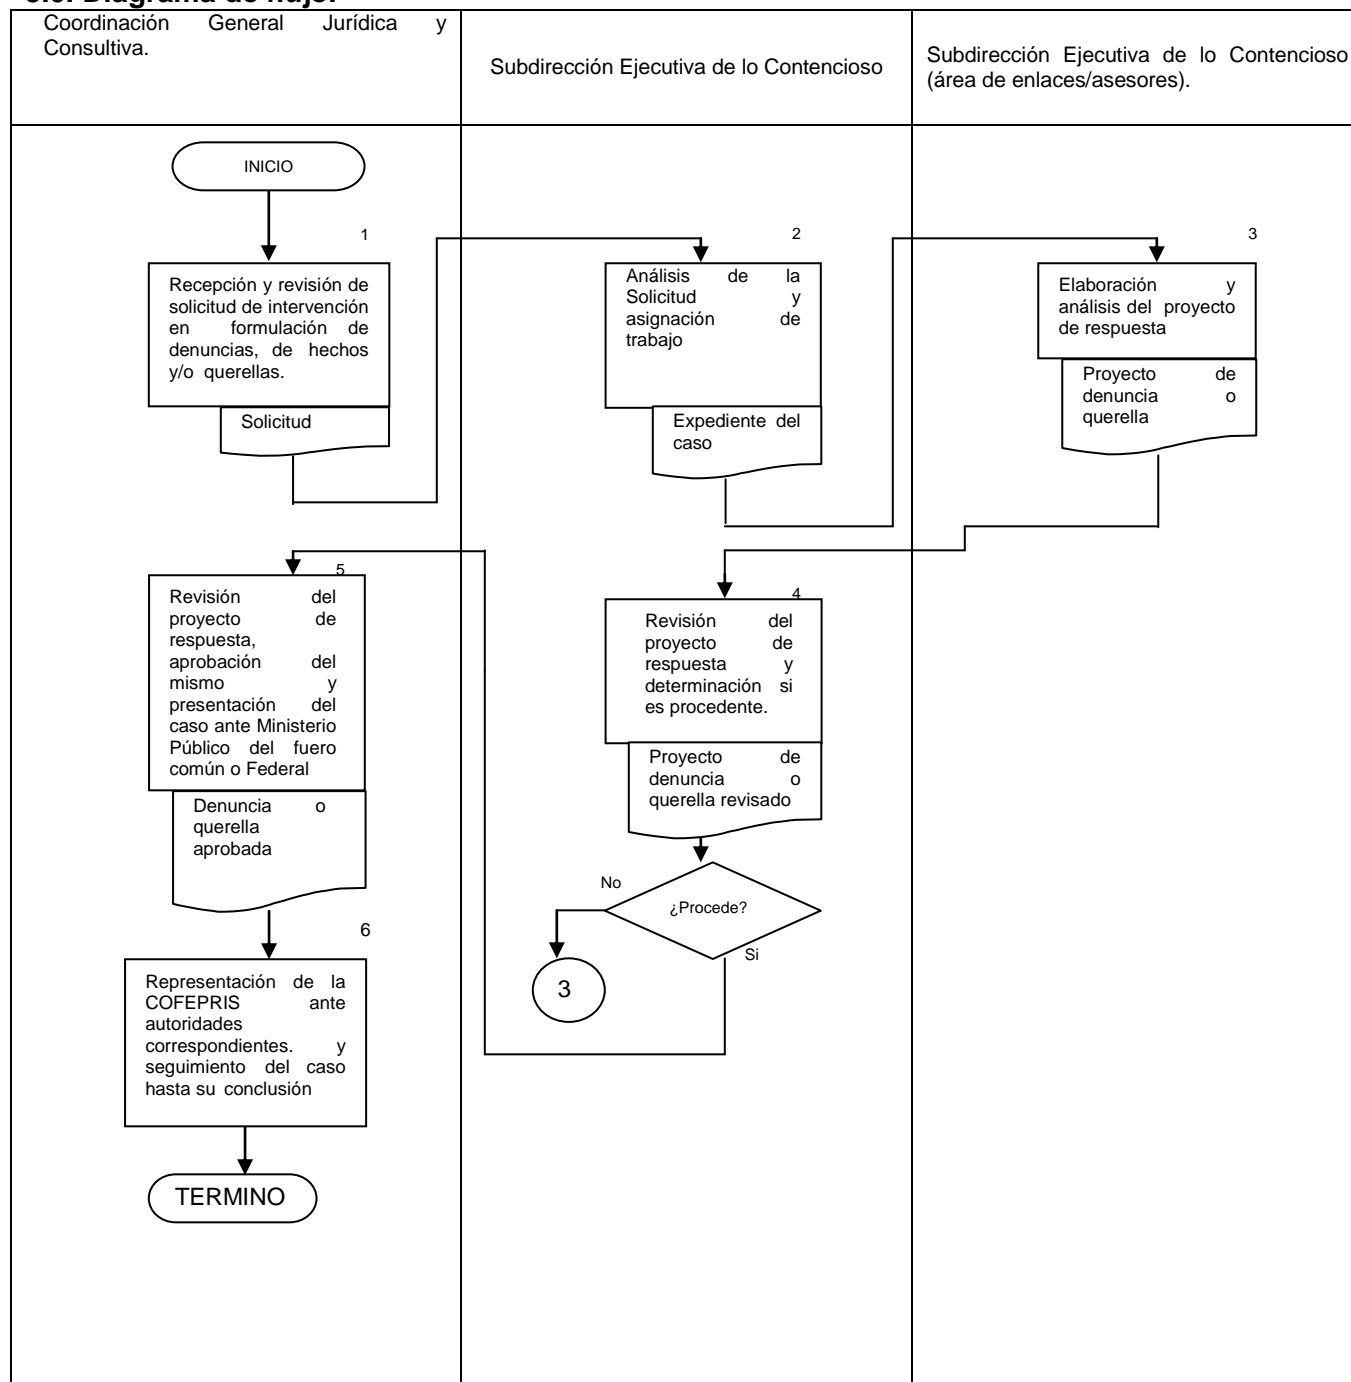 Diagrama de flujo.
Coordinación General Jurídica y
Consultiva.
Subdirección Ejecutiva de lo Contencioso
Subdirección Ejecutiva de lo Contencioso
(área de enlaces/asesores).
INICIO
1
Recepción y revisión de
solicitud de intervención
en formulación de
denuncias, de hechos
y/o querellas.
Solicitud
2
Análisis de la
Solicitud y
asignación de
trabajo
Expediente del
caso
3
Elaboración y
análisis del proyecto
de respuesta
Proyecto de
denuncia o
querella
4
Revisión del
proyecto de
respuesta y
determinación si
es procedente.
Proyecto de
denuncia o
querella revisado
¿Procede?
No
Si
3
5
Revisión del
proyecto de
respuesta,
aprobación del
mismo y
presentación del
caso ante Ministerio
Público del fuero
común o Federal
Denuncia o
querella
aprobada
6
Representación de la
COFEPRIS ante
autoridades
correspondientes. y
seguimiento del caso
hasta su conclusión
TERMINO